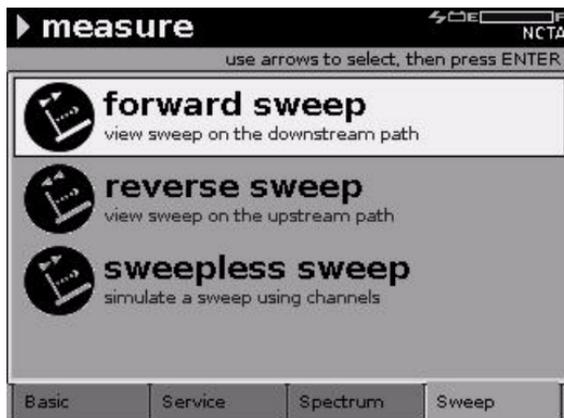 measure
E F
NCTA
use arrows to select, then press ENTER
forward sweep
view sweep on the downstream path
reverse sweep
view sweep on the upstream path
sweepless sweep
simulate a sweep using channels
Basic Service Spectrum Sweep